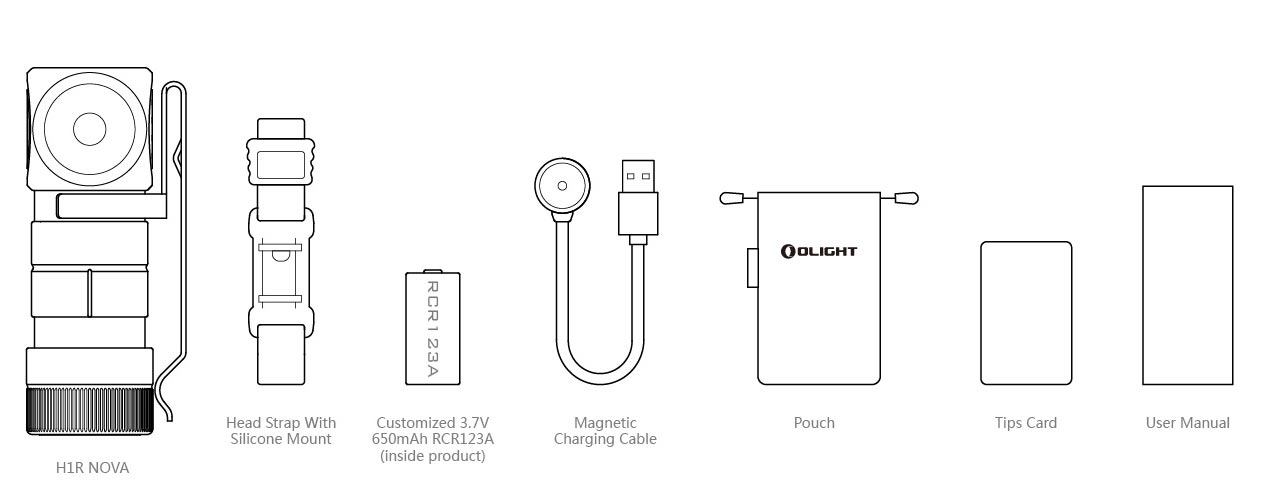 RCR123A
OLIGHT
H1R NOVA
Head Strap With
Silicone Mount
Customized 3.7V
650mAh RCR123A
(inside product)
Magnetic
Charging Cable
Pouch
Tips Card
User Manual